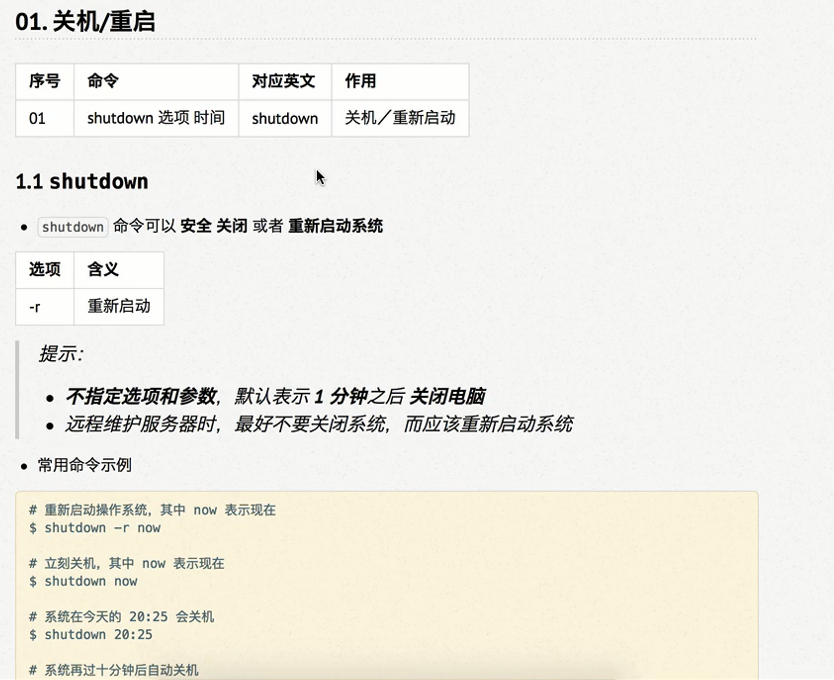 01. 关机/重启
序号 命令 对应英文 作用
01 shutdown 选项 时间 shutdown 关机／重新启动
1.1 shutdown
• shutdown 命令可以 安全 关闭 或者 重新启动系统
选项 含义
-r 重新启动
提示：
• 不指定选项和参数，默认表示 1 分钟之后 关闭电脑
• 远程维护服务器时，最好不要关闭系统，而应该重新启动系统
• 常用命令示例
# 重新启动操作系统，其中 now 表示现在
$ shutdown -r now
# 立刻关机，其中 now 表示现在
$ shutdown now
# 系统在今天的 20:25 会关机
$ shutdown 20:25
# 系统再过十分钟后自动关机